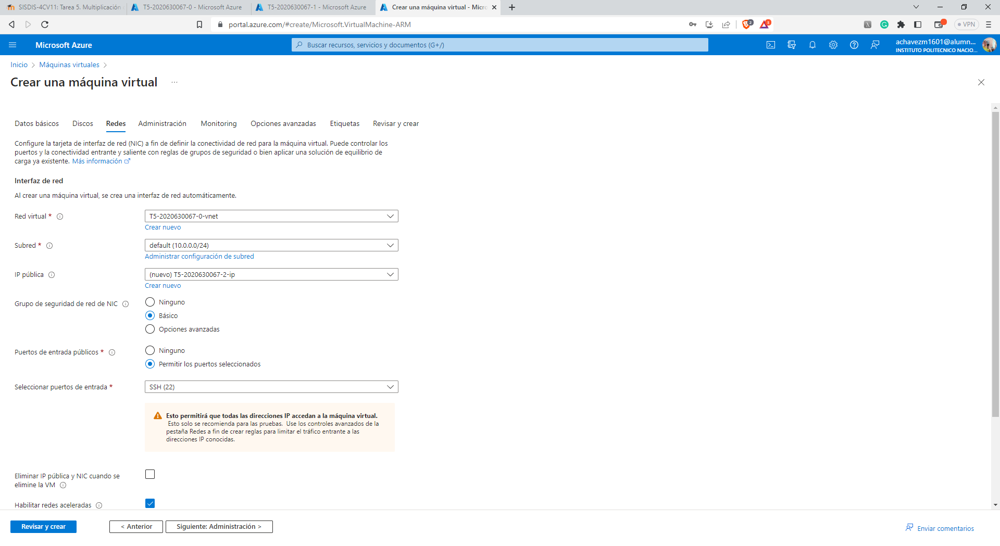 SISDIS-4CV11: Tarea 5. Multiplicación
T5-2020630067-0 - Microsoft Azure
T5-2020630067-1 - Microsoft Azure
Crear una máquina virtual - Micro
portal.azure.com/#create/Microsoft.VirtualMachine-ARM
2
3
VPN
Microsoft Azure
Buscar recursos, servicios y documentos (G+/)
achavezm1601@alumn...
INSTITUTO POLITECNICO NACIO...
Inicio > Máquinas virtuales >
Crear una máquina virtual ...
Datos básicos Discos Redes Administración Monitoring Opciones avanzadas Etiquetas Revisar y crear
Configure la tarjeta de interfaz de red (NIC) a fin de definir la conectividad de red para la máquina virtual. Puede controlar los
puertos y la conectividad entrante y saliente con reglas de grupos de seguridad o bien aplicar una solución de equilibrio de
carga ya existente. Más información
Interfaz de red
Al crear una máquina virtual, se crea una interfaz de red automáticamente.
Red virtual *
T5-2020630067-0-vnet
Crear nuevo
Subred *
default (10.0.0.0/24)
Administrar configuración de subred
IP pública
(nuevo) T5-2020630067-2-ip
Crear nuevo
Grupo de seguridad de red de NIC
Ninguno
Básico
Opciones avanzadas
Puertos de entrada públicos *
Ninguno
Permitir los puertos seleccionados
Seleccionar puertos de entrada *
SSH (22)
Esto permitirá que todas las direcciones IP accedan a la máquina virtual.
Esto solo se recomienda para las pruebas. Use los controles avanzados de la
pestaña Redes a fin de crear reglas para limitar el tráfico entrante a las
direcciones IP conocidas.
Eliminar IP pública y NIC cuando se
elimine la VM
Habilitar redes aceleradas
Revisar y crear
< Anterior
Siguiente: Administración >
Enviar comentarios